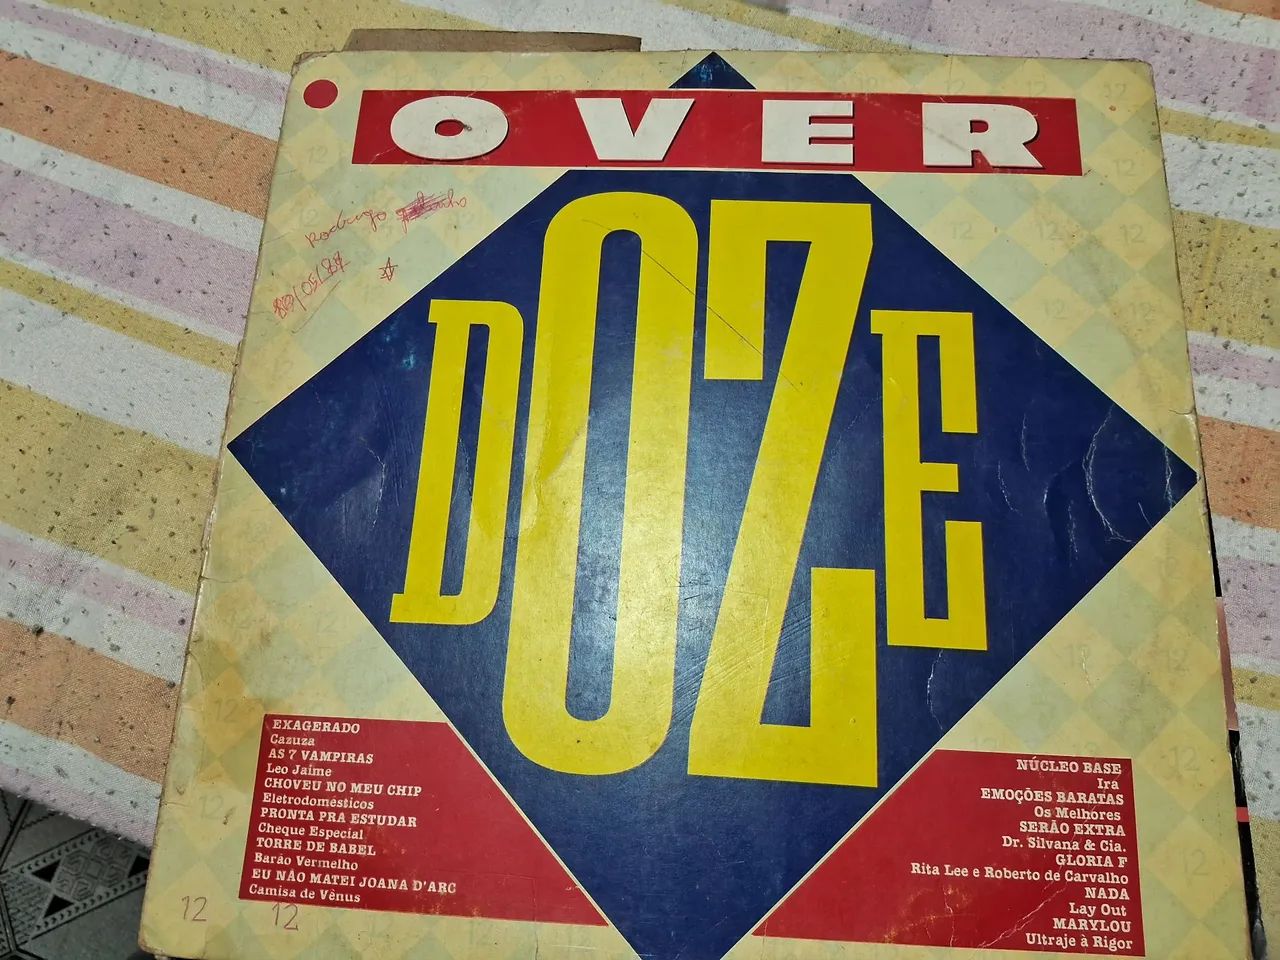 OVER
Rodrigo
DOZE
EXAGERADO
Cazuza
AS 7 VAMPIRAS
Leo Jaime
CHOVEU NO MEU CHIP
Eletrodomésticos
PRONTA PRA ESTUDAR
Cheque Especial
TORRE DE BABEL
Barão Vermelho
EU NÃO MATEI JOANA D'ARC
Camisa de Vênus
NÚCLEO BASE
Ira
EMOÇÕES BARATAS
Os Melhores
SERÃO EXTRA
Dr. Silvana & Cia.
GLORIA F
Rita Lee e Roberto de Carvalho
NADA
Lay Out
MARYLOU
Ultraje à Rigor
12 12